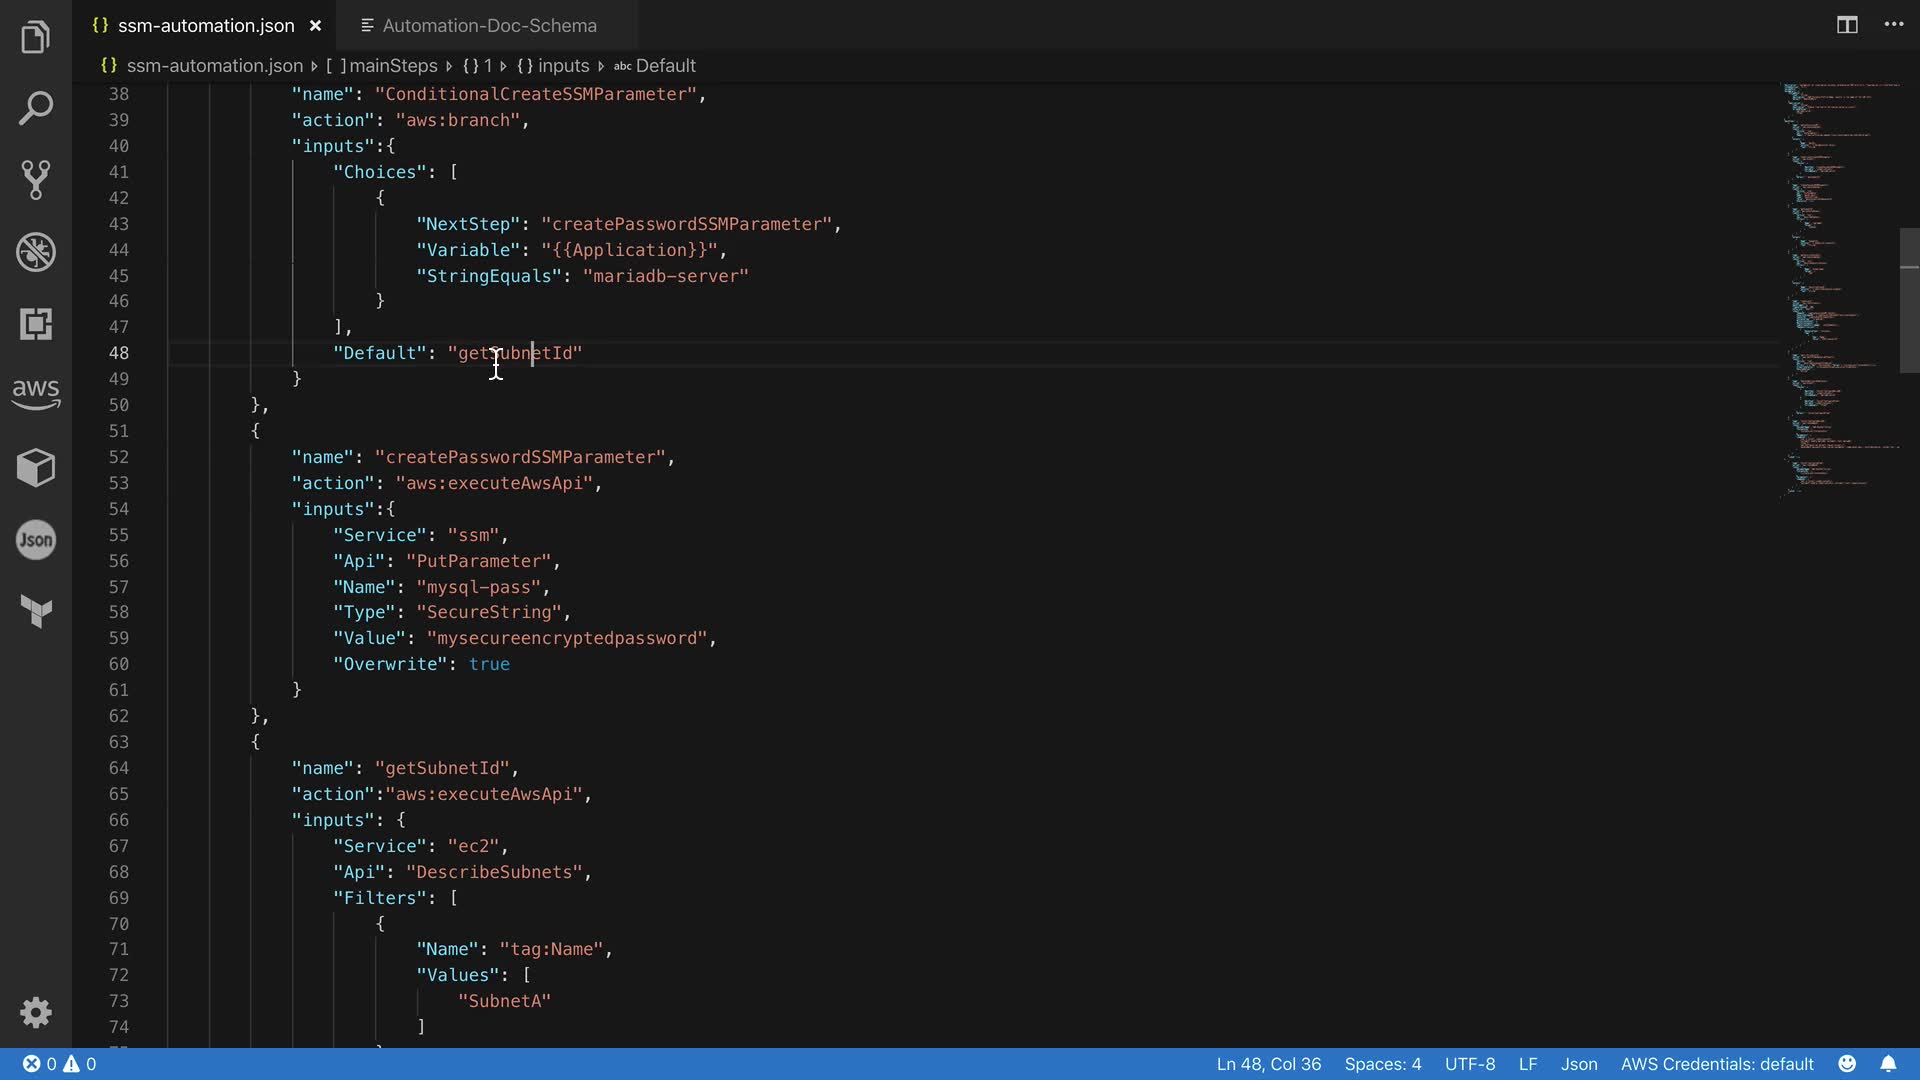 {} ssm-automation.json × Automation-Doc-Schema
{} ssm-automation.json › [ ] mainSteps › {} 1 › {} inputs › abc Default
38 "name": "ConditionalCreateSSMParameter",
39 "action": "aws:branch",
40 "inputs":{
41 "Choices": [
42 {
43 "NextStep": "createPasswordSSMParameter",
44 "Variable": "{{Application}}",
45 "StringEquals": "mariadb-server"
46 }
47 ],
48 "Default": "getSubnetId"
49 }
50 },
51 {
52 "name": "createPasswordSSMParameter",
53 "action": "aws:executeAwsApi",
54 "inputs":{
55 "Service": "ssm",
56 "Api": "PutParameter",
57 "Name": "mysql-pass",
58 "Type": "SecureString",
59 "Value": "mysecureencryptedpassword",
60 "Overwrite": true
61 }
62 },
63 {
64 "name": "getSubnetId",
65 "action":"aws:executeAwsApi",
66 "inputs": {
67 "Service": "ec2",
68 "Api": "DescribeSubnets",
69 "Filters": [
70 {
71 "Name": "tag:Name",
72 "Values": [
73 "SubnetA"
74 ]
aws
Json
0 0 Ln 48, Col 36 Spaces: 4 UTF-8 LF Json AWS Credentials: default